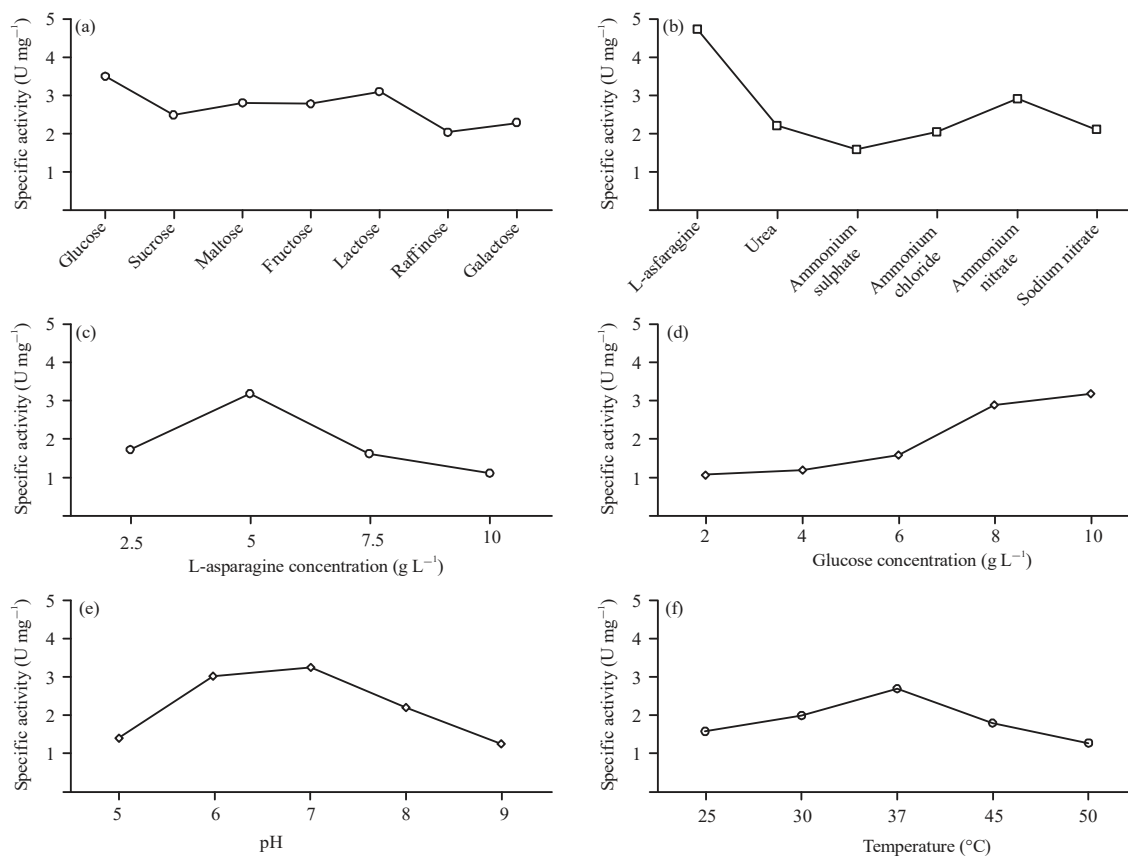 (a)
Specific activity (U mg⁻¹)
5
4
3
2
1
Glucose
Sucrose
Maltose
Fructose
Lactose
Raffinose
Galactose
(b)
Specific activity (U mg⁻¹)
5
4
3
2
1
L-asfaragine
Urea
Ammonium
sulphate
Ammonium
chloride
Ammonium
nitrate
Sodium nitrate
(c)
Specific activity (U mg⁻¹)
5
4
3
2
1
2.5 5 7.5 10
L-asparagine concentration (g L⁻¹)
(d)
Specific activity (U mg⁻¹)
5
4
3
2
1
2 4 6 8 10
Glucose concentration (g L⁻¹)
(e)
Specific activity (U mg⁻¹)
5
4
3
2
1
5 6 7 8 9
pH
(f)
Specific activity (U mg⁻¹)
5
4
3
2
1
25 30 37 45 50
Temperature (°C)